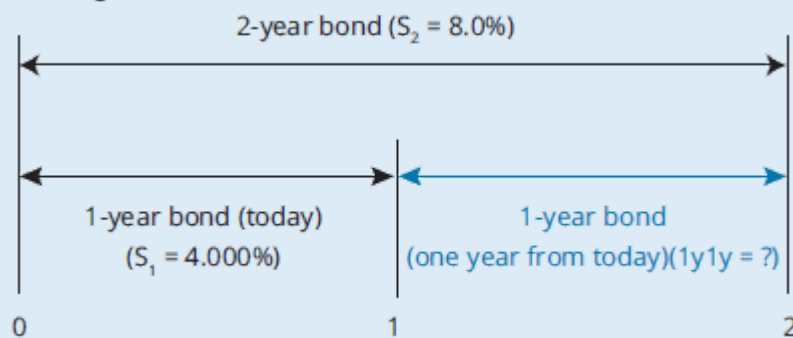 2-year bond (S₂ = 8.0%)
1-year bond (today)
(S₁ = 4.000%)
1-year bond
(one year from today)(1y1y = ?)
0 1 2